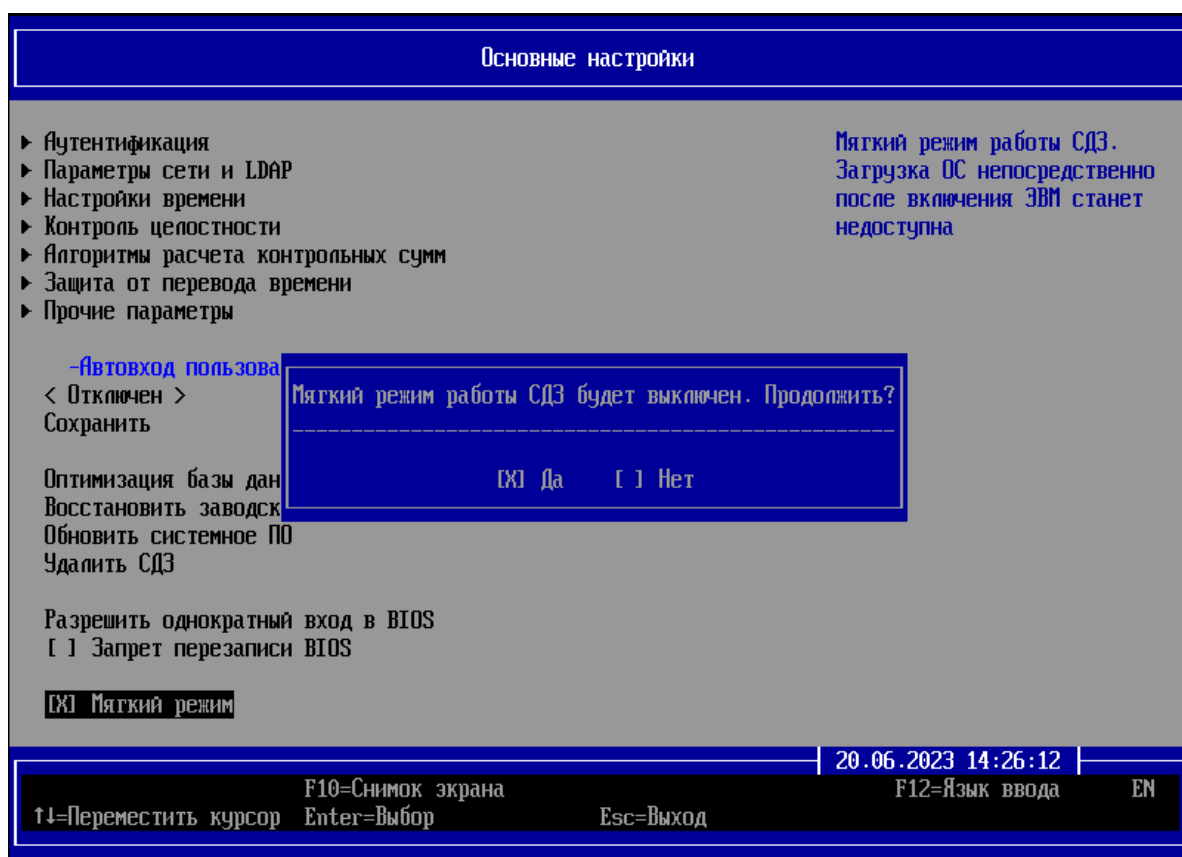 Основные настройки
▶ Аутентификация
▶ Параметры сети и LDAP
▶ Настройки времени
▶ Контроль целостности
▶ Алгоритмы расчета контрольных сумм
▶ Защита от перевода времени
▶ Прочие параметры
Мягкий режим работы СДЗ.
Загрузка ОС непосредственно
после включения ЭВМ станет
недоступна
-Автовход пользова
< Отключен >
Сохранить
Оптимизация базы дан
Восстановить заводск
Обновить системное ПО
Удалить СДЗ
Мягкий режим работы СДЗ будет выключен. Продолжить?
[X] Да [ ] Нет
Разрешить однократный вход в BIOS
[ ] Запрет перезаписи BIOS
[X] Мягкий режим
20.06.2023 14:26:12
F10=Снимок экрана F12=Язык ввода EN
↑↓=Переместить курсор Enter=Выбор Esc=Выход